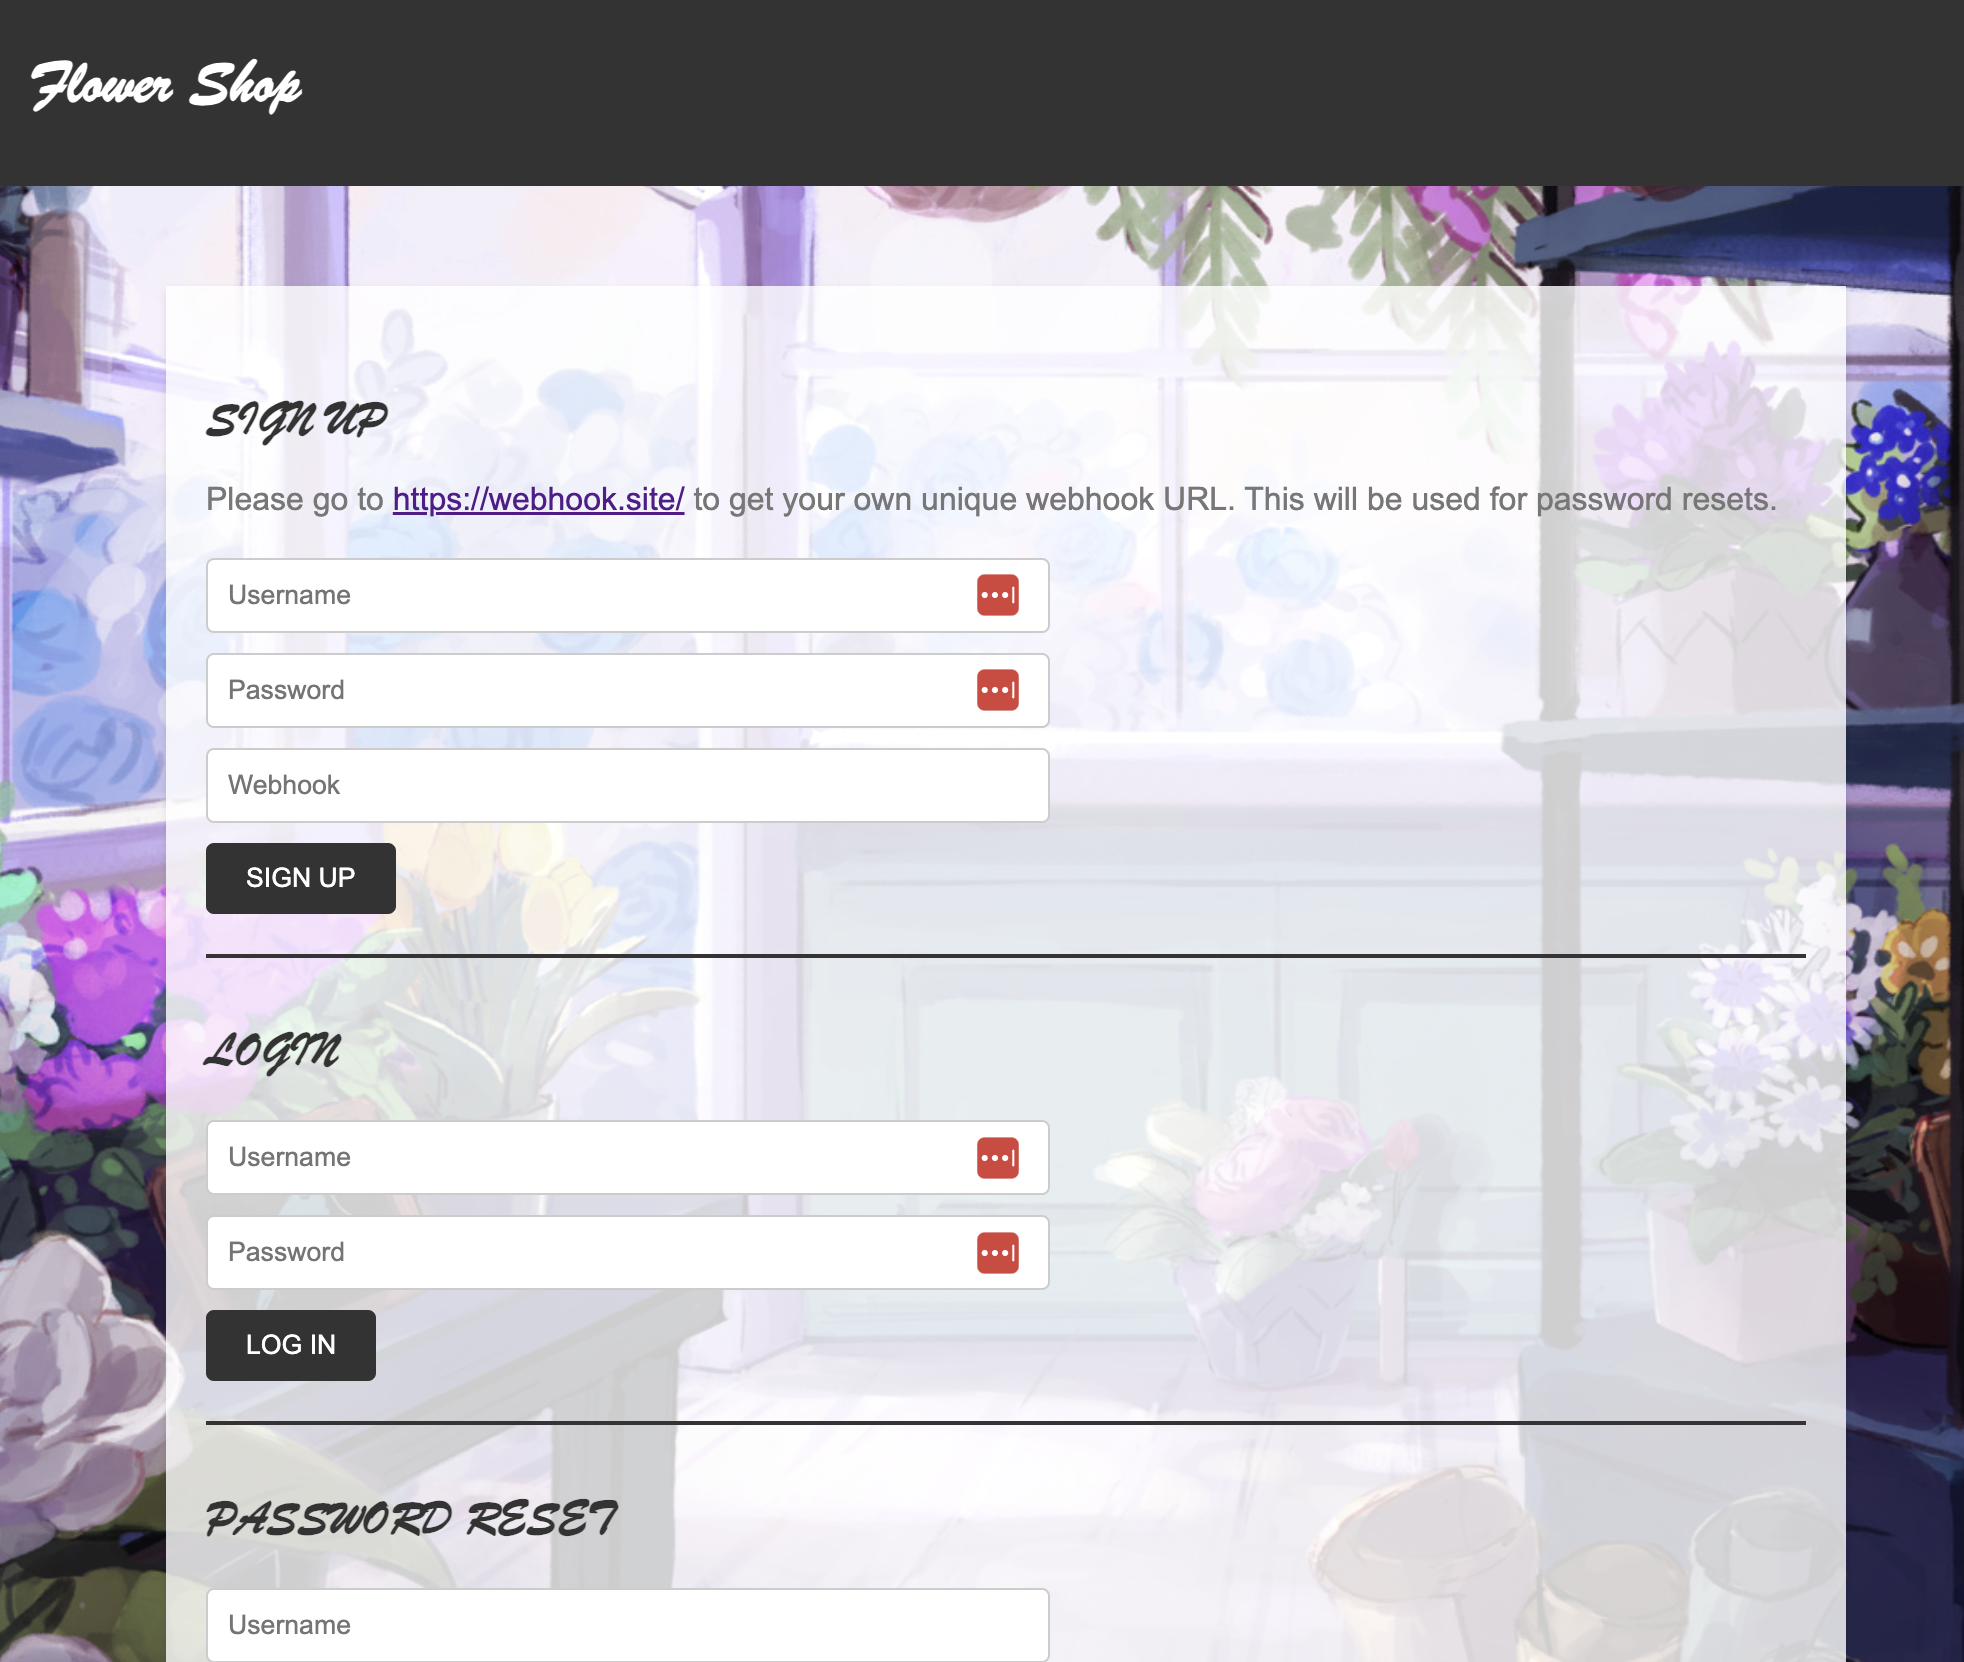 Flower Shop
SIGN UP
Please go to https://webhook.site/ to get your own unique webhook URL. This will be used for password resets.
Username
Password
Webhook
SIGN UP
LOGIN
Username
Password
LOG IN
PASSWORD RESET
Username